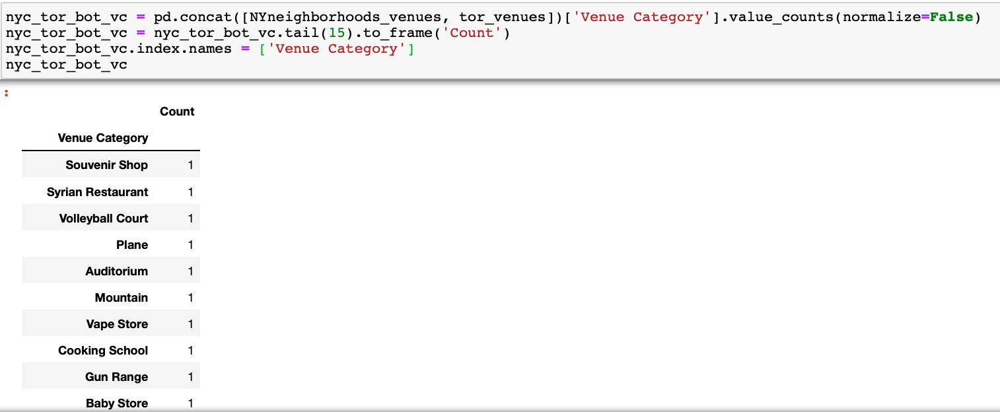 nyc_tor_bot_vc = pd.concat([NYneighborhoods_venues, tor_venues])['Venue Category'].value_counts(normalize=False)
nyc_tor_bot_vc = nyc_tor_bot_vc.tail(15).to_frame('Count')
nyc_tor_bot_vc.index.names = ['Venue Category']
nyc_tor_bot_vc
:
Count
Venue Category
Souvenir Shop 1
Syrian Restaurant 1
Volleyball Court 1
Plane 1
Auditorium 1
Mountain 1
Vape Store 1
Cooking School 1
Gun Range 1
Baby Store 1